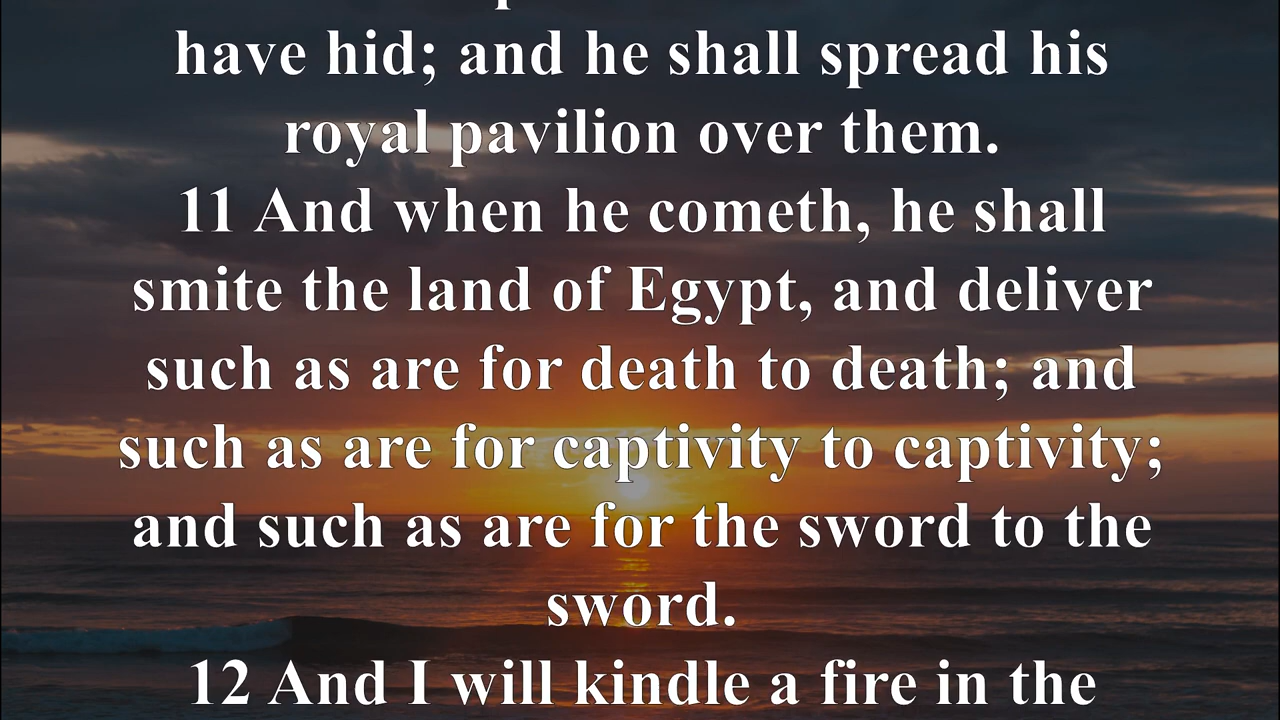 have hid; and he shall spread his
royal pavilion over them.
11 And when he cometh, he shall
smite the land of Egypt, and deliver
such as are for death to death; and
such as are for captivity to captivity;
and such as are for the sword to the
sword.
12 And I will kindle a fire in the